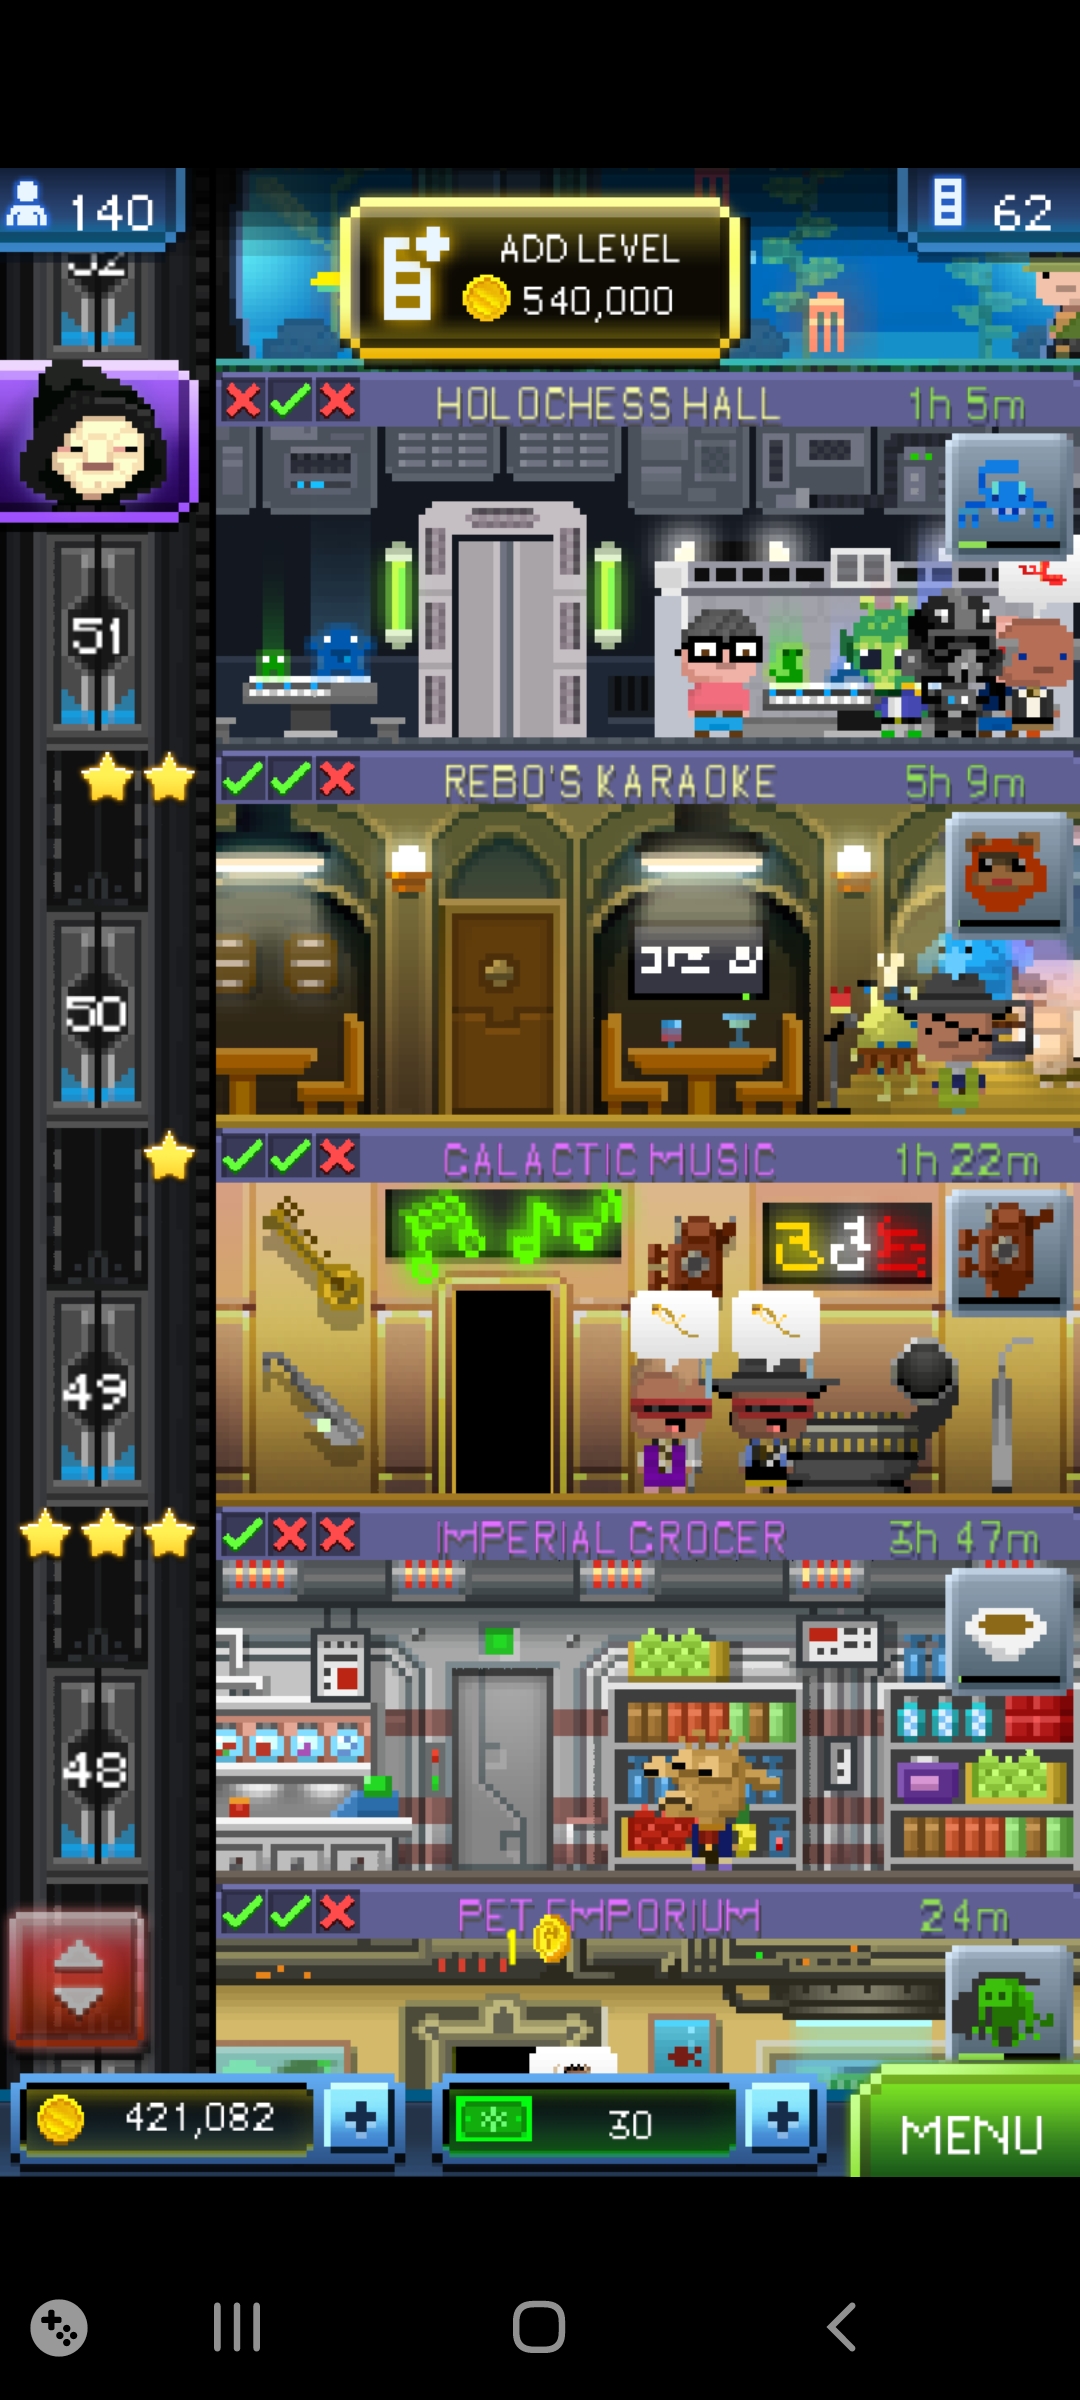 140
ADD LEVEL
540,000
62
HOLOCHESS HALL 1h 5m
51
REBO'S KARAOKE 5h 9m
50
GALACTIC MUSIC 1h 22m
49
IMPERIAL GROCER 3h 47m
48
PET EMPORIUM 24m
1
421,082
30
MENU